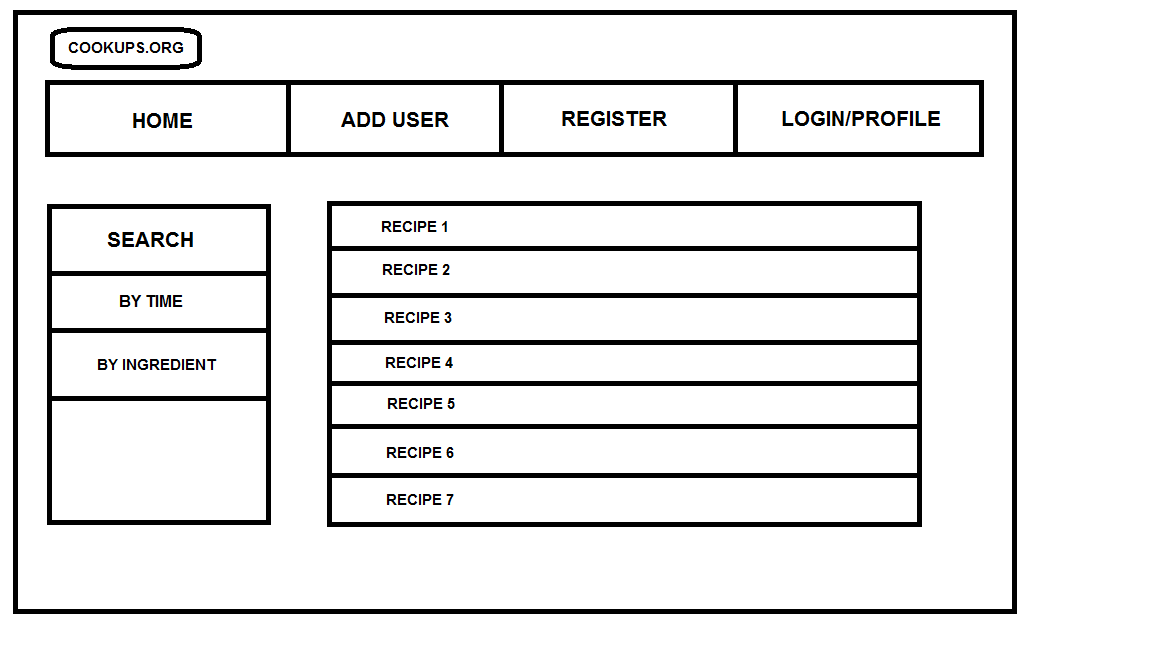 COOKUPS.ORG
HOME
ADD USER
REGISTER
LOGIN/PROFILE
SEARCH
BY TIME
BY INGREDIENT
RECIPE 1
RECIPE 2
RECIPE 3
RECIPE 4
RECIPE 5
RECIPE 6
RECIPE 7